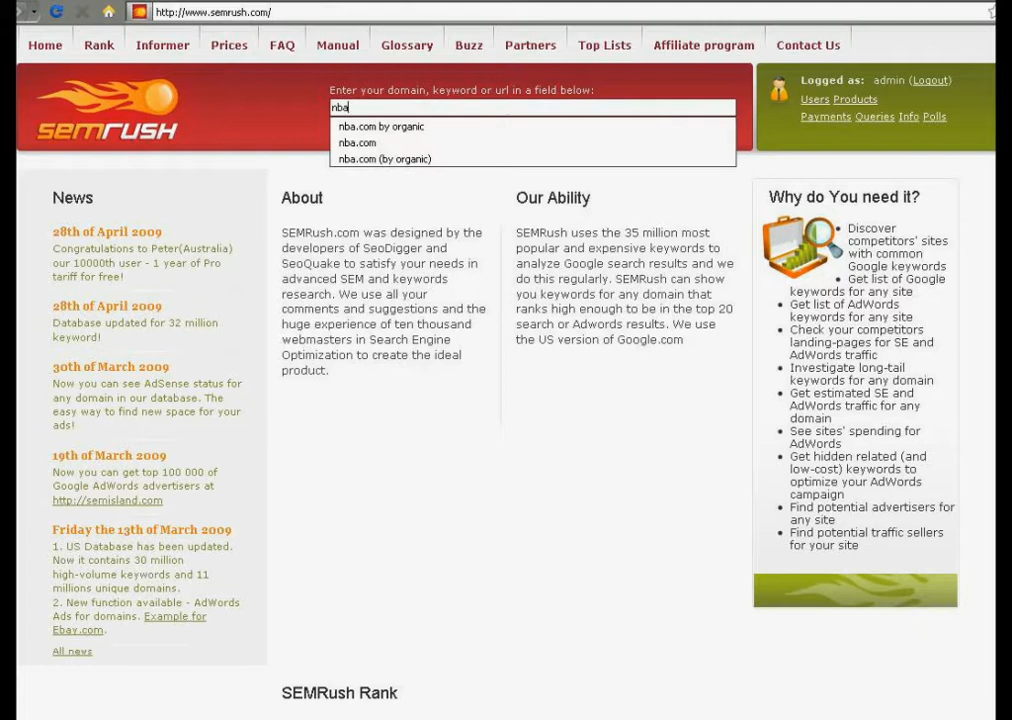 http://www.semrush.com/
Home Rank Informer Prices FAQ Manual Glossary Buzz Partners Top Lists Affiliate program Contact Us
semrush
Enter your domain, keyword or url in a field below:
nba
nba.com by organic
nba.com
nba.com (by organic)
Logged as: admin (Logout)
Users Products
Payments Queries Info Polls
News
28th of April 2009
Congratulations to Peter(Australia)
our 10000th user - 1 year of Pro
tariff for free!
28th of April 2009
Database updated for 32 million
keyword!
30th of March 2009
Now you can see AdSense status for
any domain in our database. The
easy way to find new space for your
ads!
19th of March 2009
Now you can get top 100 000 of
Google AdWords advertisers at
http://semisland.com
Friday the 13th of March 2009
1. US Database has been updated.
Now it contains 30 million
high-volume keywords and 11
millions unique domains.
2. New function available - AdWords
Ads for domains. Example for
Ebay.com.
All news
About
SEMRush.com was designed by the
developers of SeoDigger and
SeoQuake to satisfy your needs in
advanced SEM and keywords
research. We use all your
comments and suggestions and the
huge experience of ten thousand
webmasters in Search Engine
Optimization to create the ideal
product.
Our Ability
SEMRush uses the 35 million most
popular and expensive keywords to
analyze Google search results and we
do this regularly. SEMRush can show
you keywords for any domain that
ranks high enough to be in the top 20
search or Adwords results. We use
the US version of Google.com
Why do You need it?
Discover
competitors' sites
with common
Google keywords
Get list of Google
keywords for any site
Get list of AdWords
keywords for any site
Check your competitors
landing-pages for SE and
AdWords traffic
Investigate long-tail
keywords for any domain
Get estimated SE and
AdWords traffic for any
domain
See sites' spending for
AdWords
Get hidden related (and
low-cost) keywords to
optimize your AdWords
campaign
Find potential advertisers for
any site
Find potential traffic sellers
for your site
SEMRush Rank